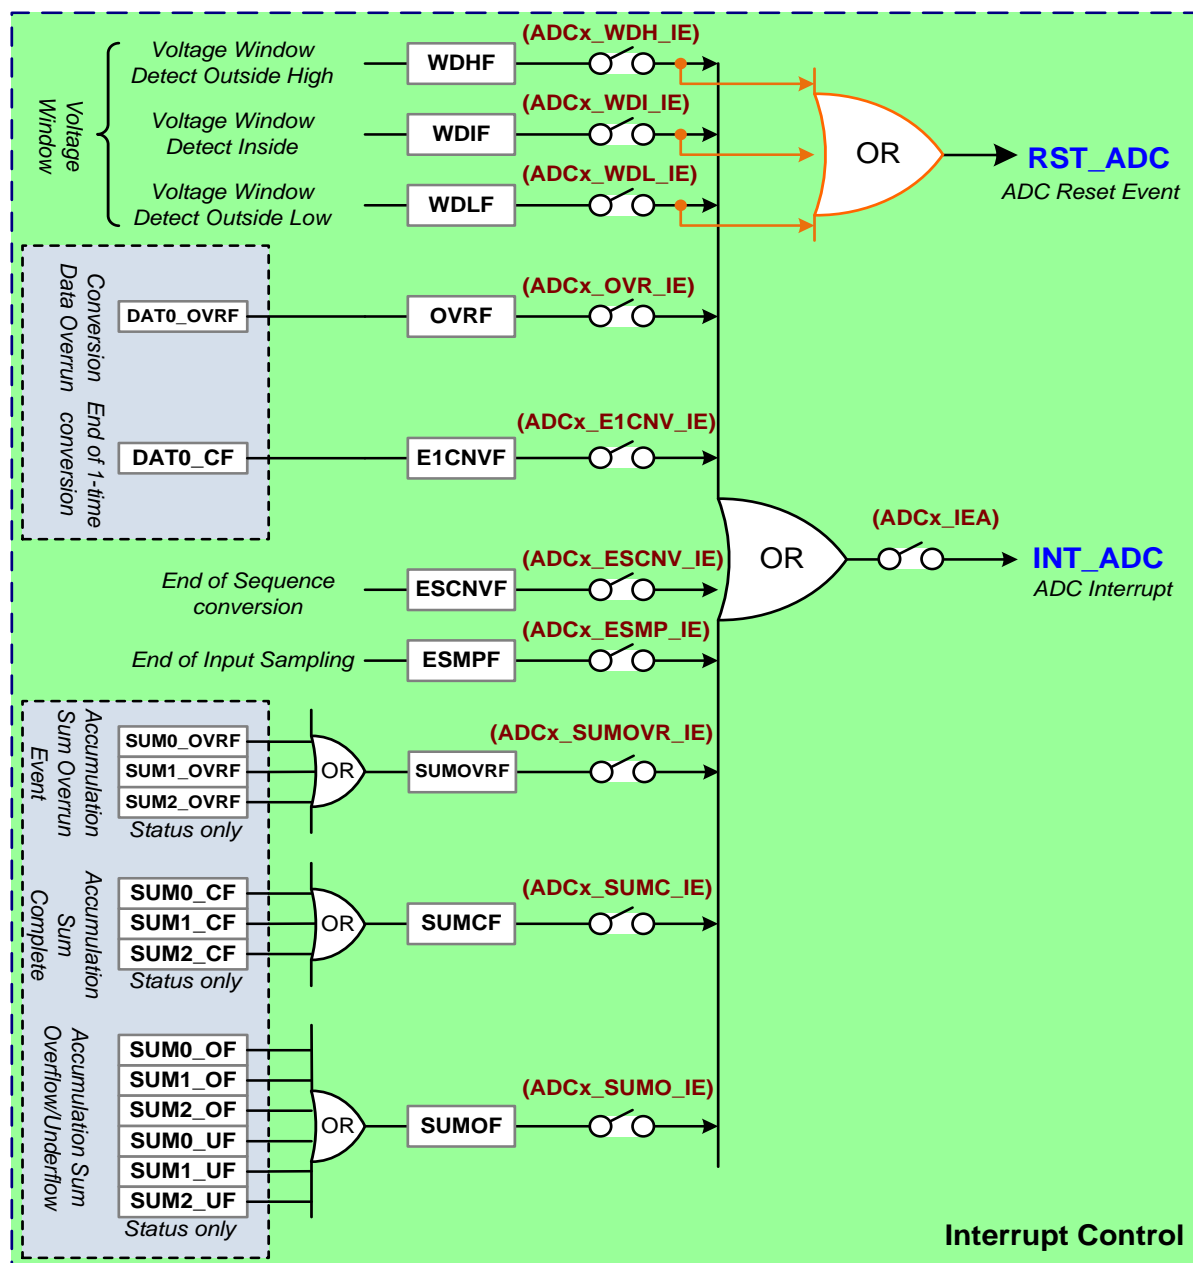 Voltage Window
Voltage Window
Detect Outside High
WDHF
(ADCx_WDH_IE)
Voltage Window
Detect Inside
WDIF
(ADCx_WDI_IE)
Voltage Window
Detect Outside Low
WDLF
(ADCx_WDL_IE)
OR
RST_ADC
ADC Reset Event
Conversion
Data Overrun
DAT0_OVRF
OVRF
(ADCx_OVR_IE)
End of 1-time
conversion
DAT0_CF
E1CNVF
(ADCx_E1CNV_IE)
OR
(ADCx_IEA)
INT_ADC
ADC Interrupt
End of Sequence
conversion
ESCNVF
(ADCx_ESCNV_IE)
End of Input Sampling
ESMPF
(ADCx_ESMP_IE)
Accumulation
Sum Overrun
Event
SUM0_OVRF
SUM1_OVRF
SUM2_OVRF
Status only
OR
SUMOVRF
(ADCx_SUMOVR_IE)
Accumulation
Sum
Complete
SUM0_CF
SUM1_CF
SUM2_CF
Status only
OR
SUMCF
(ADCx_SUMC_IE)
Accumulation Sum
Overflow/Underflow
SUM0_OF
SUM1_OF
SUM2_OF
SUM0_UF
SUM1_UF
SUM2_UF
Status only
OR
SUMOF
(ADCx_SUMO_IE)
Interrupt Control